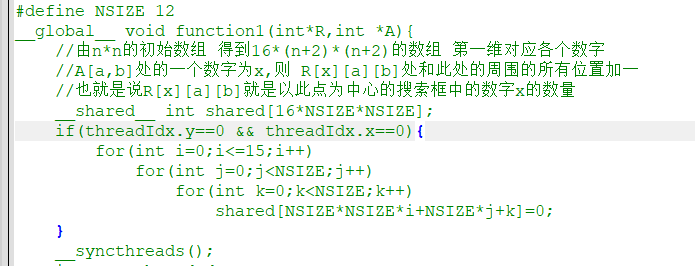 #define NSIZE 12
__global__ void function1(int*R,int *A){
//由n*n的初始数组 得到16*(n+2)*(n+2)的数组 第一维对应各个数字
//A[a,b]处的一个数字为x,则 R[x][a][b]处和此处的周围的所有位置加一
//也就是说R[x][a][b]就是以此点为中心的搜索框中的数字x的数量
__shared__ int shared[16*NSIZE*NSIZE];
if(threadIdx.y==0 && threadIdx.x==0){
for(int i=0;i<=15;i++)
for(int j=0;j<NSIZE;j++)
for(int k=0;k<NSIZE;k++)
shared[NSIZE*NSIZE*i+NSIZE*j+k]=0;
}
__syncthreads();